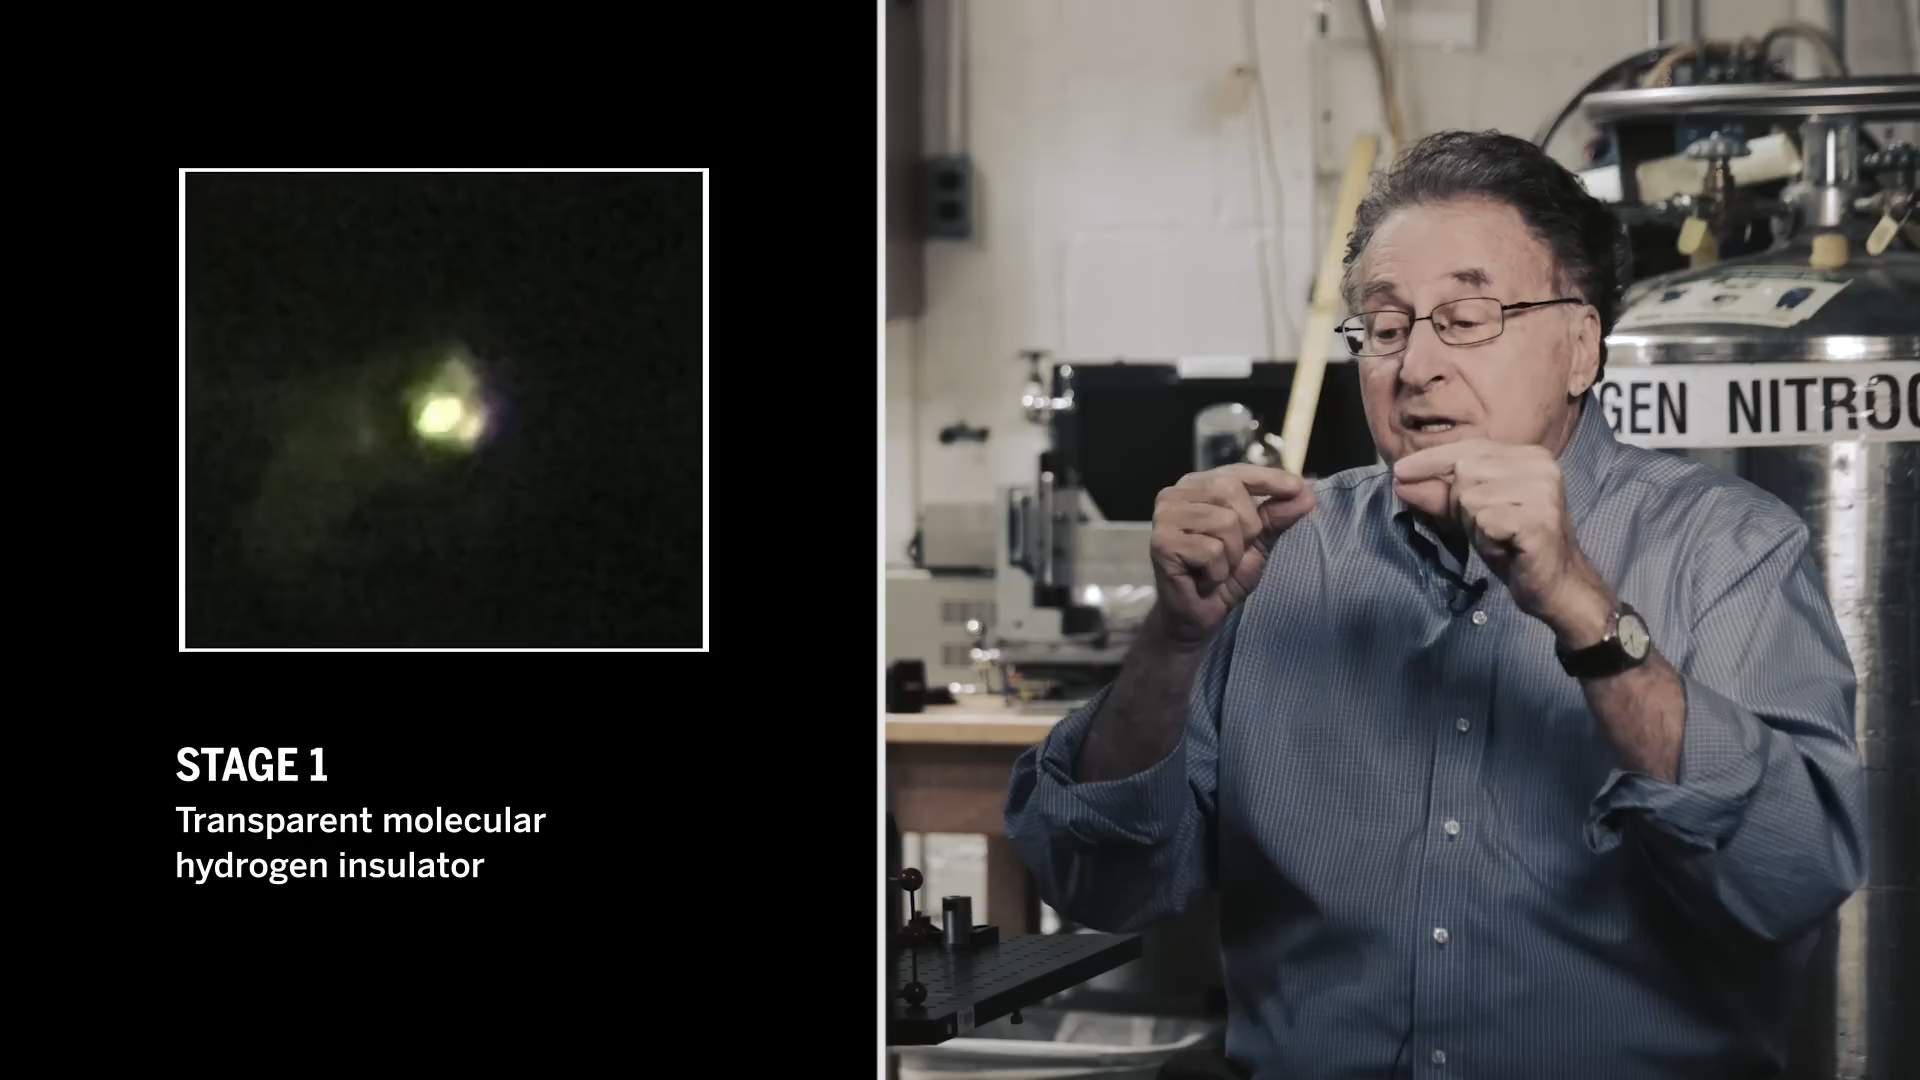 STAGE 1
Transparent molecular
hydrogen insulator
GEN NITROG